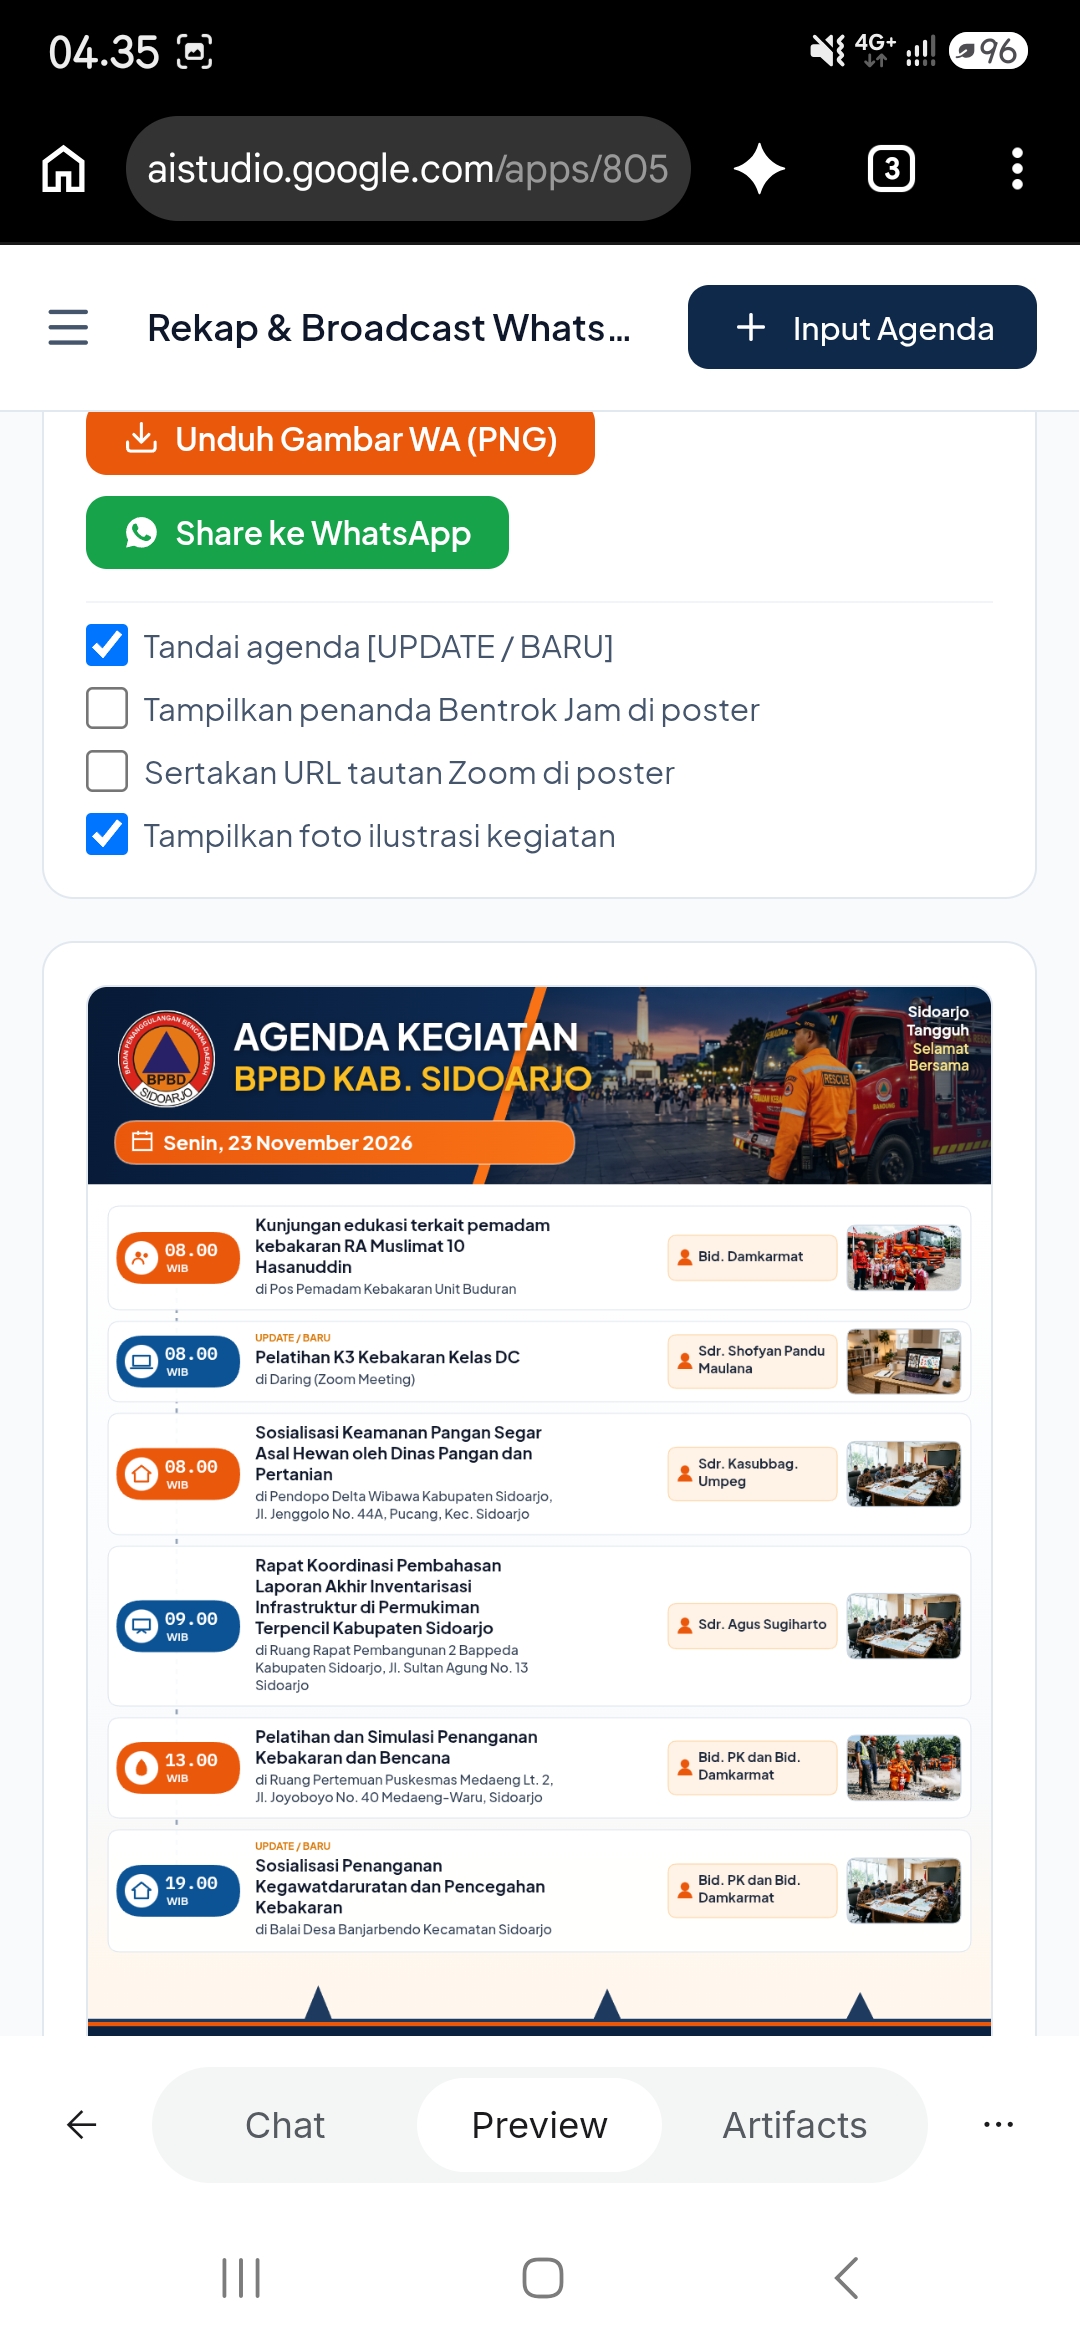 04.35
4G+
96
aistudio.google.com/apps/805
3
Rekap & Broadcast Whats...
+ Input Agenda
Unduh Gambar WA (PNG)
Share ke WhatsApp
Tandai agenda [UPDATE / BARU]
Tampilkan penanda Bentrok Jam di poster
Sertakan URL tautan Zoom di poster
Tampilkan foto ilustrasi kegiatan
BADAN PENANGGULANGAN BENCANA DAERAH
BPBD
SIDOARJO
AGENDA KEGIATAN
BPBD KAB. SIDOARJO
Senin, 23 November 2026
Sidoarjo
Tangguh
Selamat
Bersama
RESCUE
BANDUNG
08.00
WIB
Kunjungan edukasi terkait pemadam
kebakaran RA Muslimat 10
Hasanuddin
di Pos Pemadam Kebakaran Unit Buduran
Bid. Damkarmat
08.00
WIB
UPDATE / BARU
Pelatihan K3 Kebakaran Kelas DC
di Daring (Zoom Meeting)
Sdr. Shofyan Pandu
Maulana
08.00
WIB
Sosialisasi Keamanan Pangan Segar
Asal Hewan oleh Dinas Pangan dan
Pertanian
di Pendopo Delta Wibawa Kabupaten Sidoarjo,
Jl. Jenggolo No. 44A, Pucang, Kec. Sidoarjo
Sdr. Kasubbag.
Umpeg
09.00
WIB
Rapat Koordinasi Pembahasan
Laporan Akhir Inventarisasi
Infrastruktur di Permukiman
Terpencil Kabupaten Sidoarjo
di Ruang Rapat Pembangunan 2 Bappeda
Kabupaten Sidoarjo, Jl. Sultan Agung No. 13
Sidoarjo
Sdr. Agus Sugiharto
13.00
WIB
Pelatihan dan Simulasi Penanganan
Kebakaran dan Bencana
di Ruang Pertemuan Puskesmas Medaeng Lt. 2,
Jl. Joyoboyo No. 40 Medaeng-Waru, Sidoarjo
Bid. PK dan Bid.
Damkarmat
19.00
WIB
UPDATE / BARU
Sosialisasi Penanganan
Kegawatdaruratan dan Pencegahan
Kebakaran
di Balai Desa Banjarbendo Kecamatan Sidoarjo
Bid. PK dan Bid.
Damkarmat
Chat
Preview
Artifacts